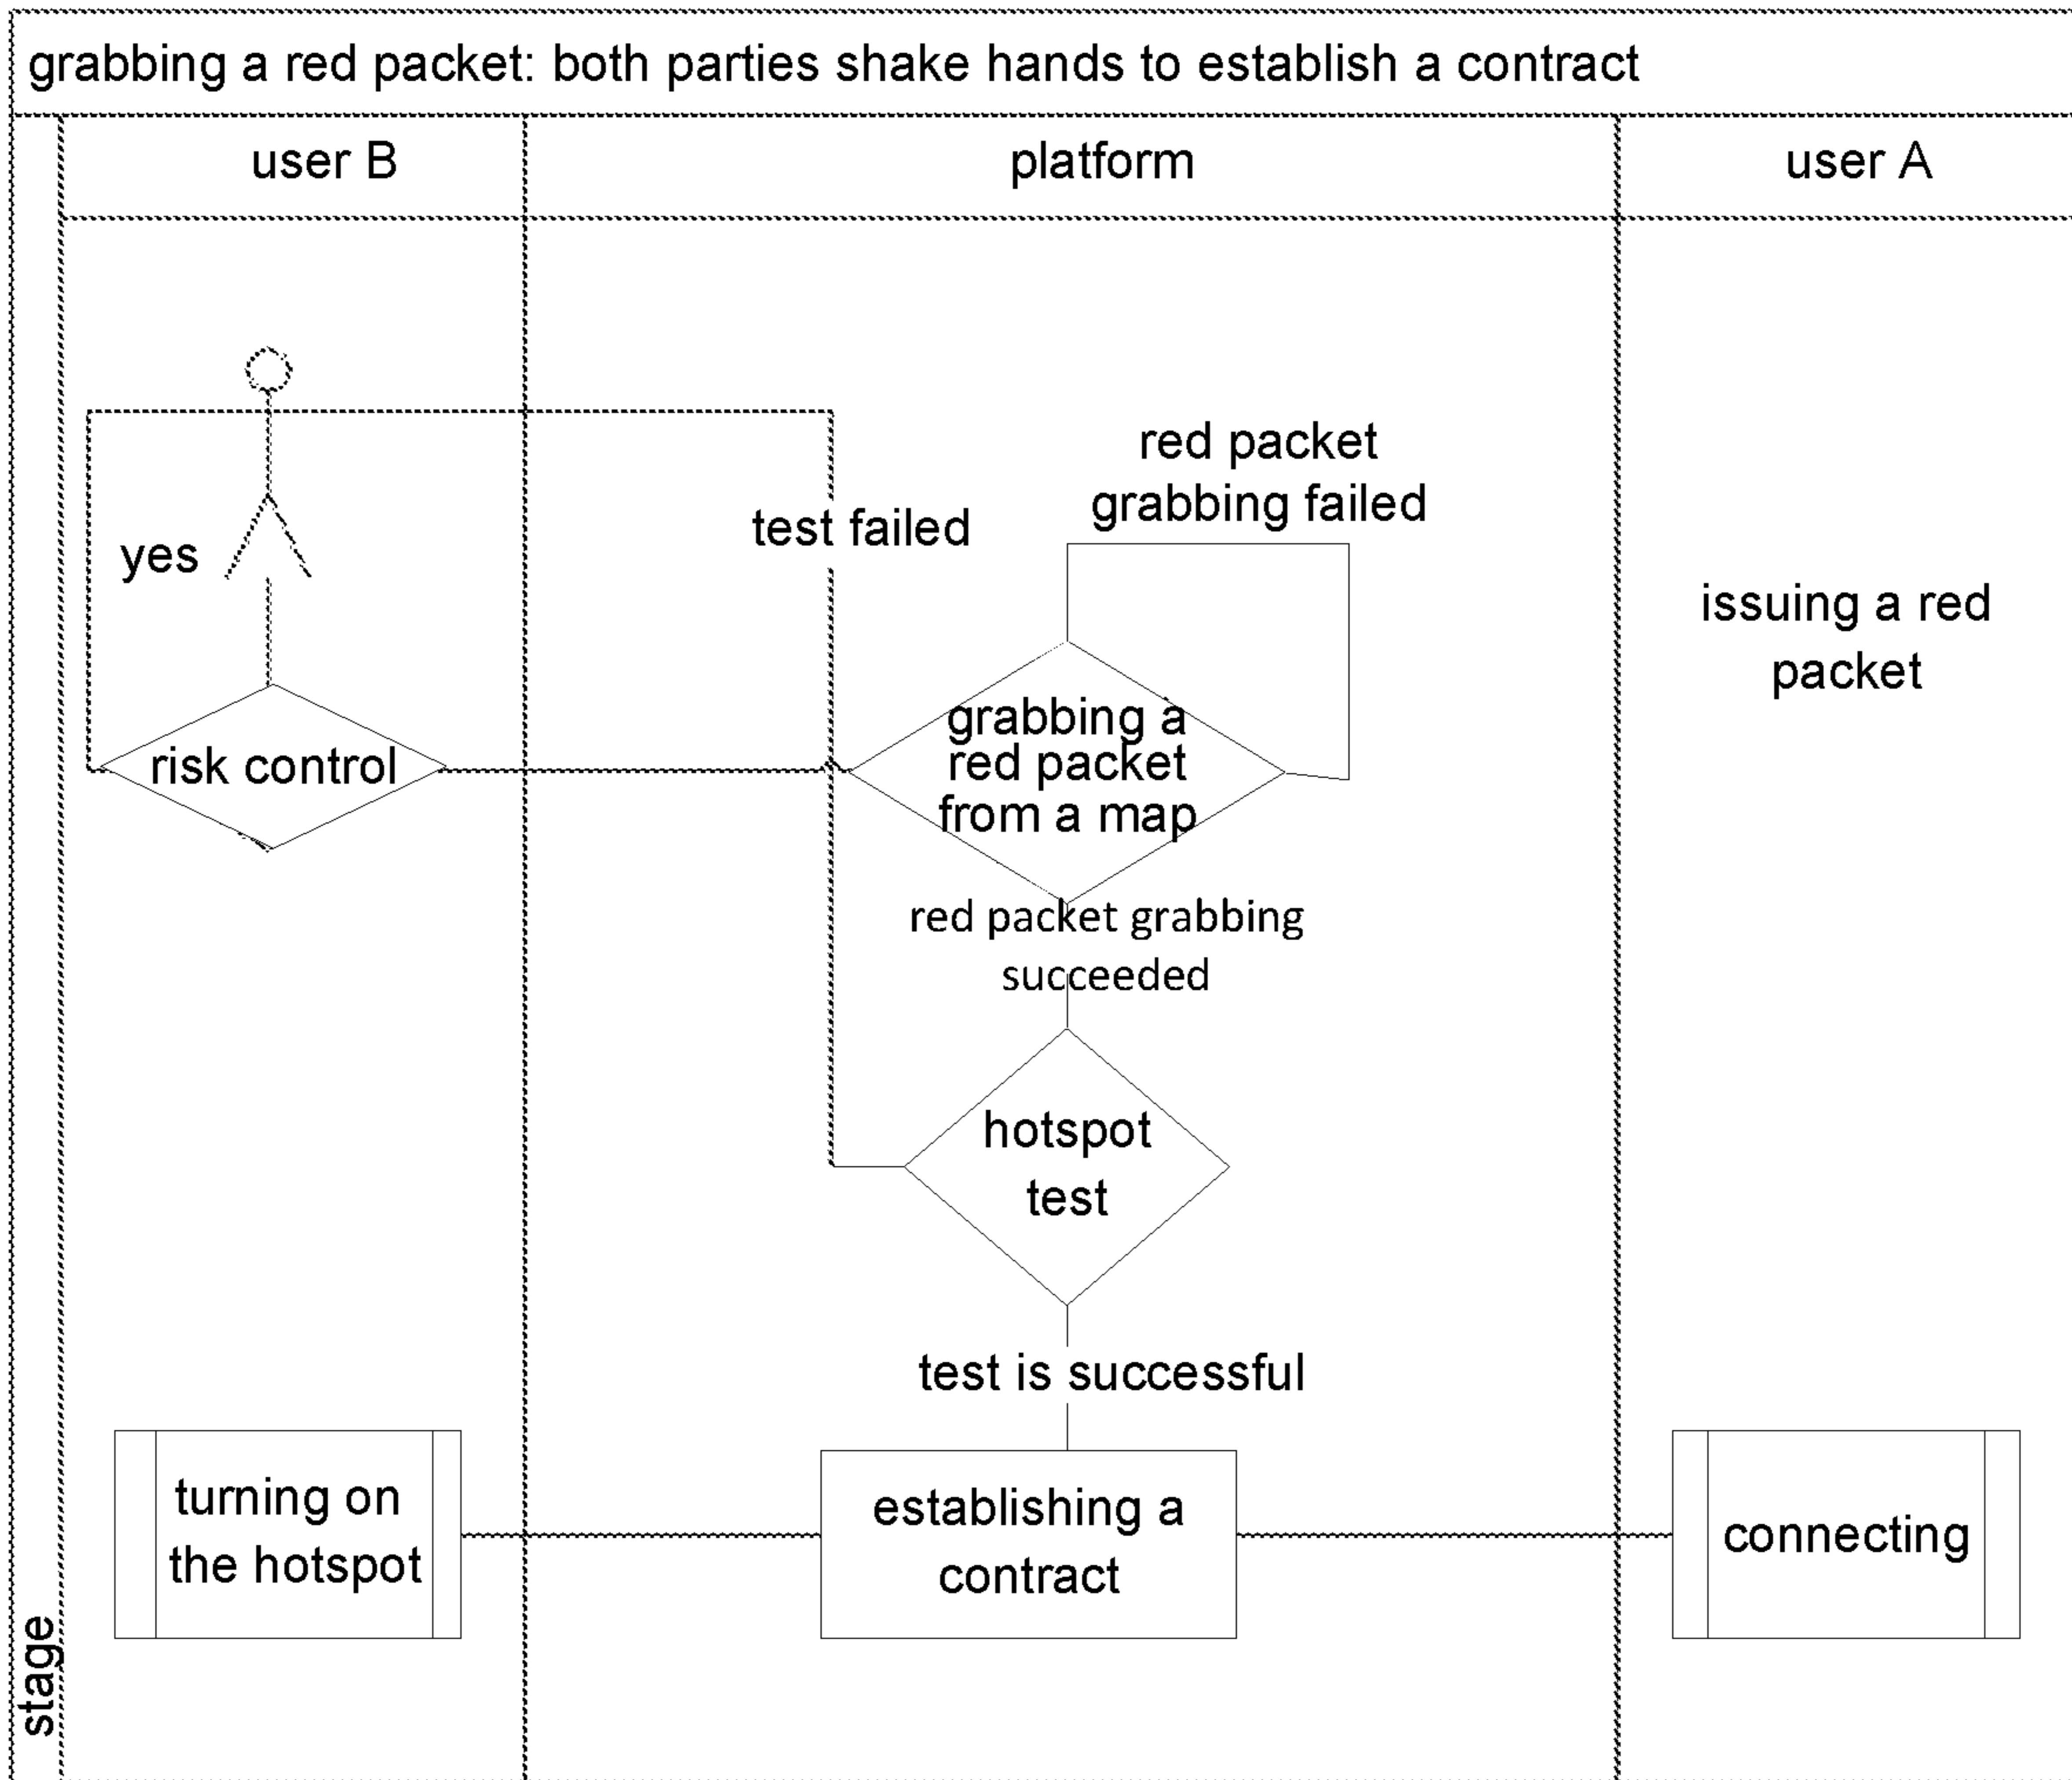 grabbing a red packet: both parties shake hands to establish a contract
user B
platform
user A
red packet
grabbing failed
test failed
yes
issuing a red
packet
risk control
grabbing a
red packet
from a map
red packet grabbing
succeeded
hotspot
test
test is successful
turning on
the hotspot
establishing a
contract
connecting
stage